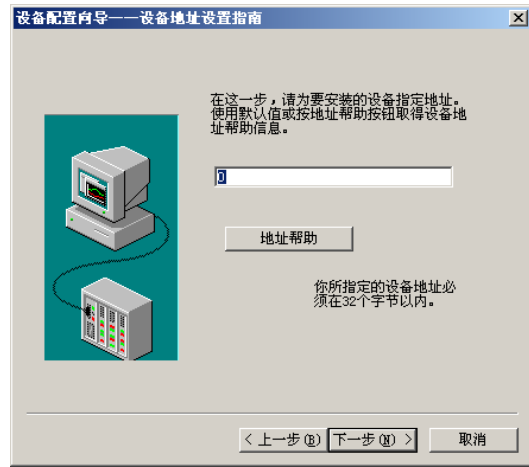 设备配置向导——设备地址设置指南
在这一步，请为要安装的设备指定地址。
使用默认值或按地址帮助按钮取得设备地
址帮助信息。
0
地址帮助
你所指定的设备地址必
须在32个字节以内。
< 上一步(B) 下一步(N) > 取消